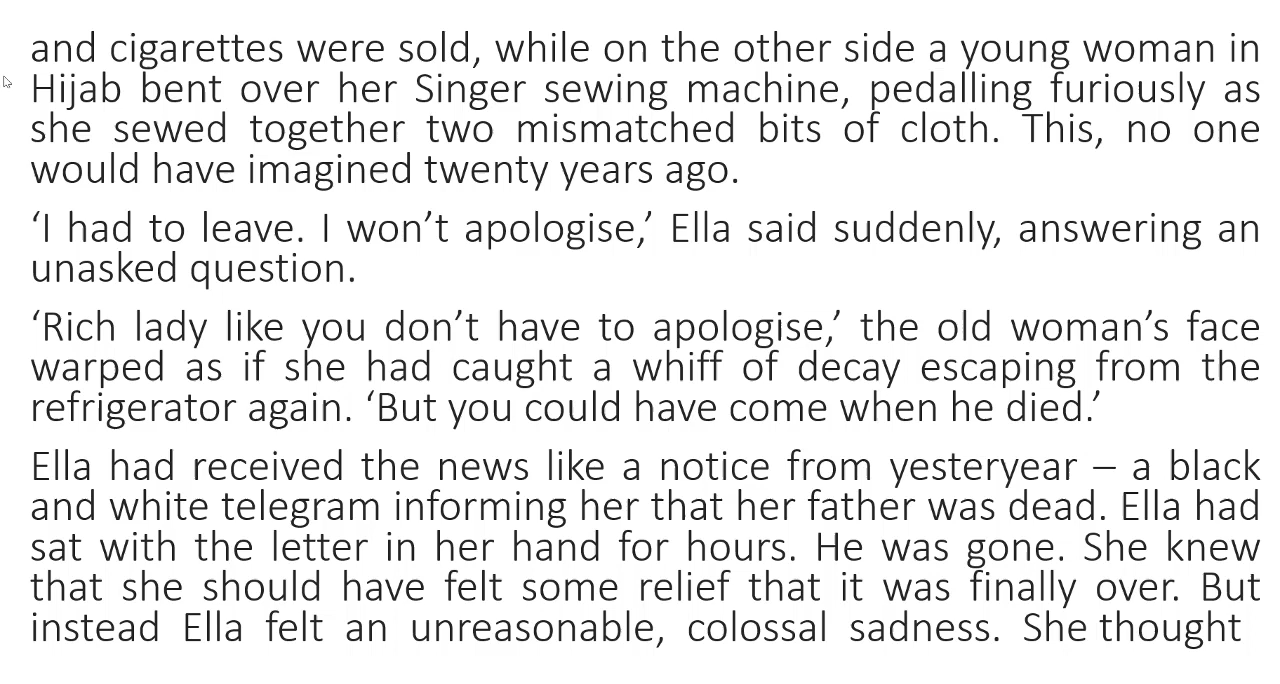 and cigarettes were sold, while on the other side a young woman in
Hijab bent over her Singer sewing machine, pedalling furiously as
she sewed together two mismatched bits of cloth. This, no one
would have imagined twenty years ago.
‘I had to leave. I won’t apologise,’ Ella said suddenly, answering an
unasked question.
‘Rich lady like you don’t have to apologise,’ the old woman’s face
warped as if she had caught a whiff of decay escaping from the
refrigerator again. ‘But you could have come when he died.’
Ella had received the news like a notice from yesteryear – a black
and white telegram informing her that her father was dead. Ella had
sat with the letter in her hand for hours. He was gone. She knew
that she should have felt some relief that it was finally over. But
instead Ella felt an unreasonable, colossal sadness. She thought